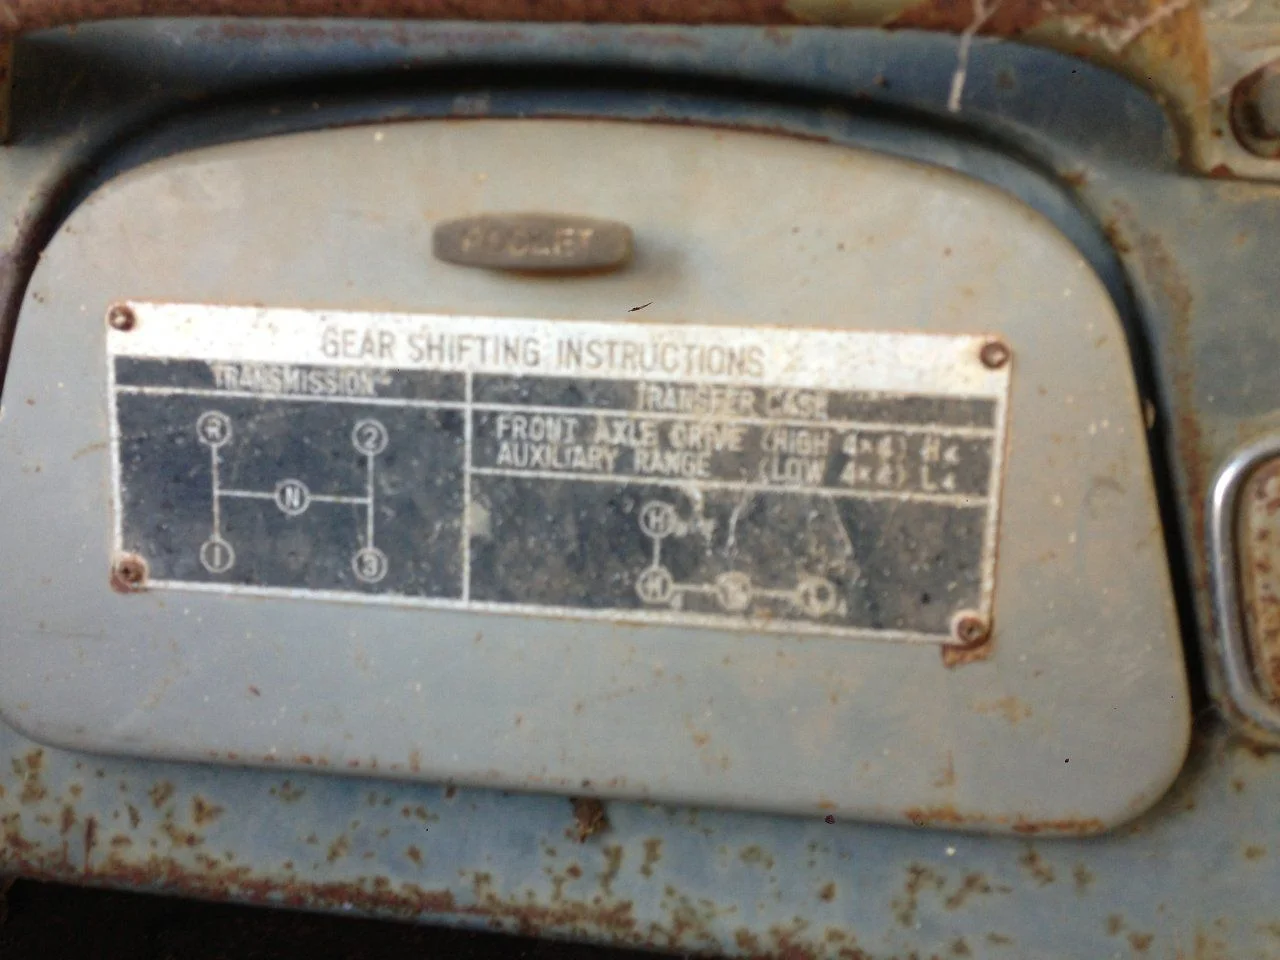 POCKET
GEAR SHIFTING INSTRUCTIONS
TRANSMISSION
TRANSFER CASE
FRONT AXLE DRIVE (HIGH 4×4) H4
AUXILIARY RANGE (LOW 4×4) L4
R 2
N
1 3
H
H4